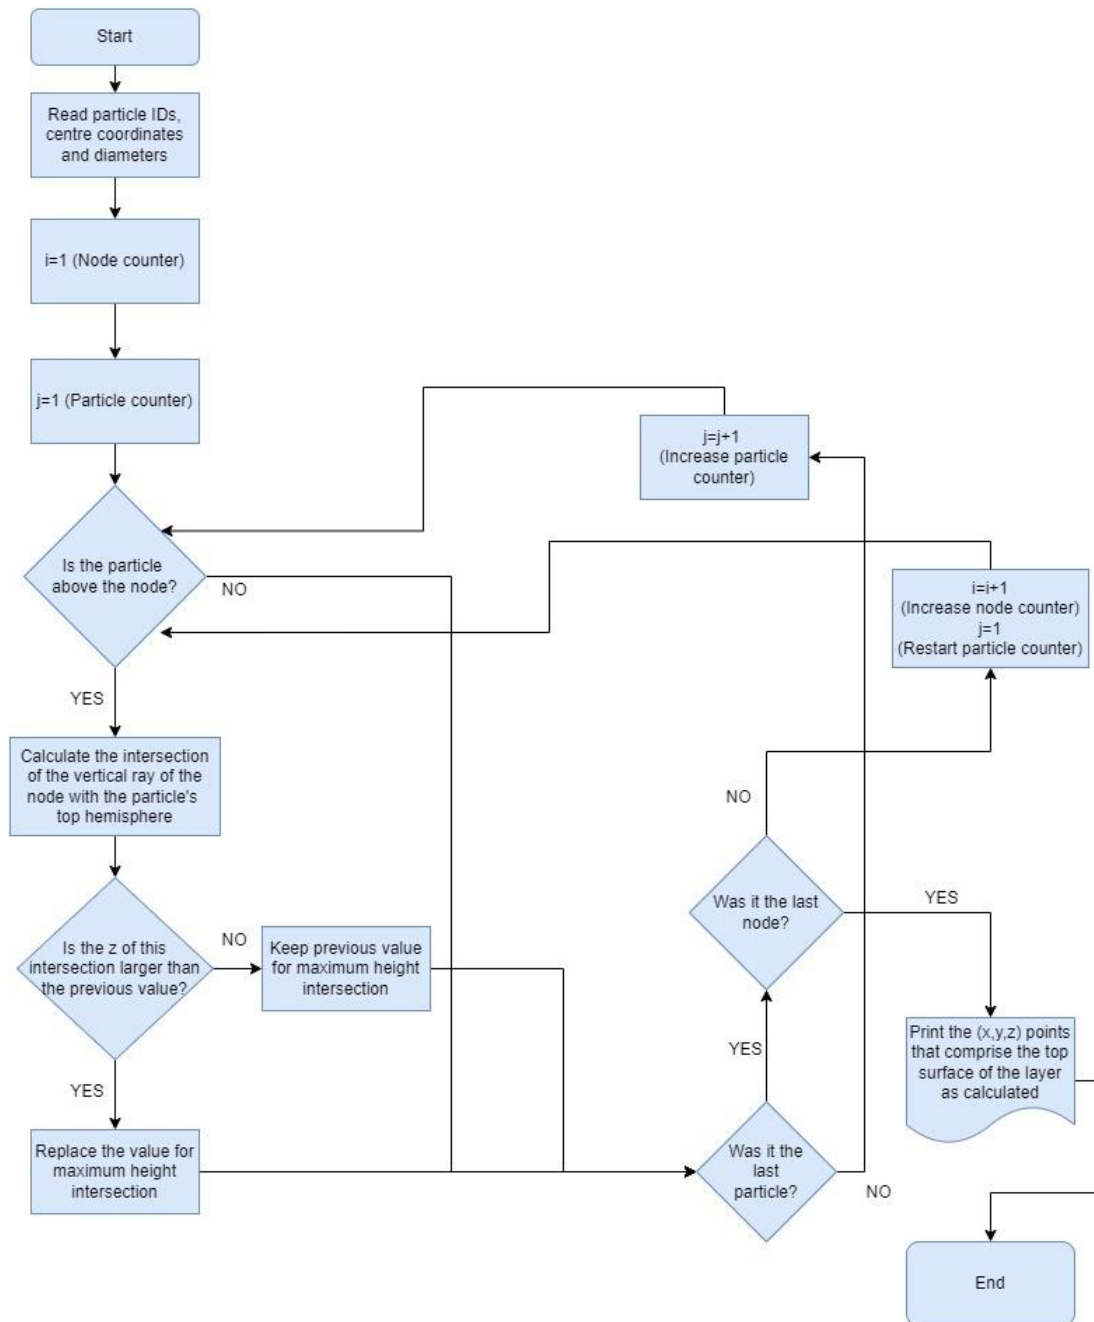 Start
Read particle IDs,
centre coordinates
and diameters
i=1 (Node counter)
j=1 (Particle counter)
j=j+1
(Increase particle
counter)
Is the particle
above the node?
NO
i=i+1
(Increase node counter)
j=1
(Restart particle counter)
YES
Calculate the intersection
of the vertical ray of the
node with the particle's
top hemisphere
NO
Was it the last
node?
YES
Is the z of this
intersection larger than
the previous value?
NO
Keep previous value
for maximum height
intersection
Print the (x,y,z) points
that comprise the top
surface of the layer
as calculated
YES
YES
Replace the value for
maximum height
intersection
Was it the
last
particle?
NO
End